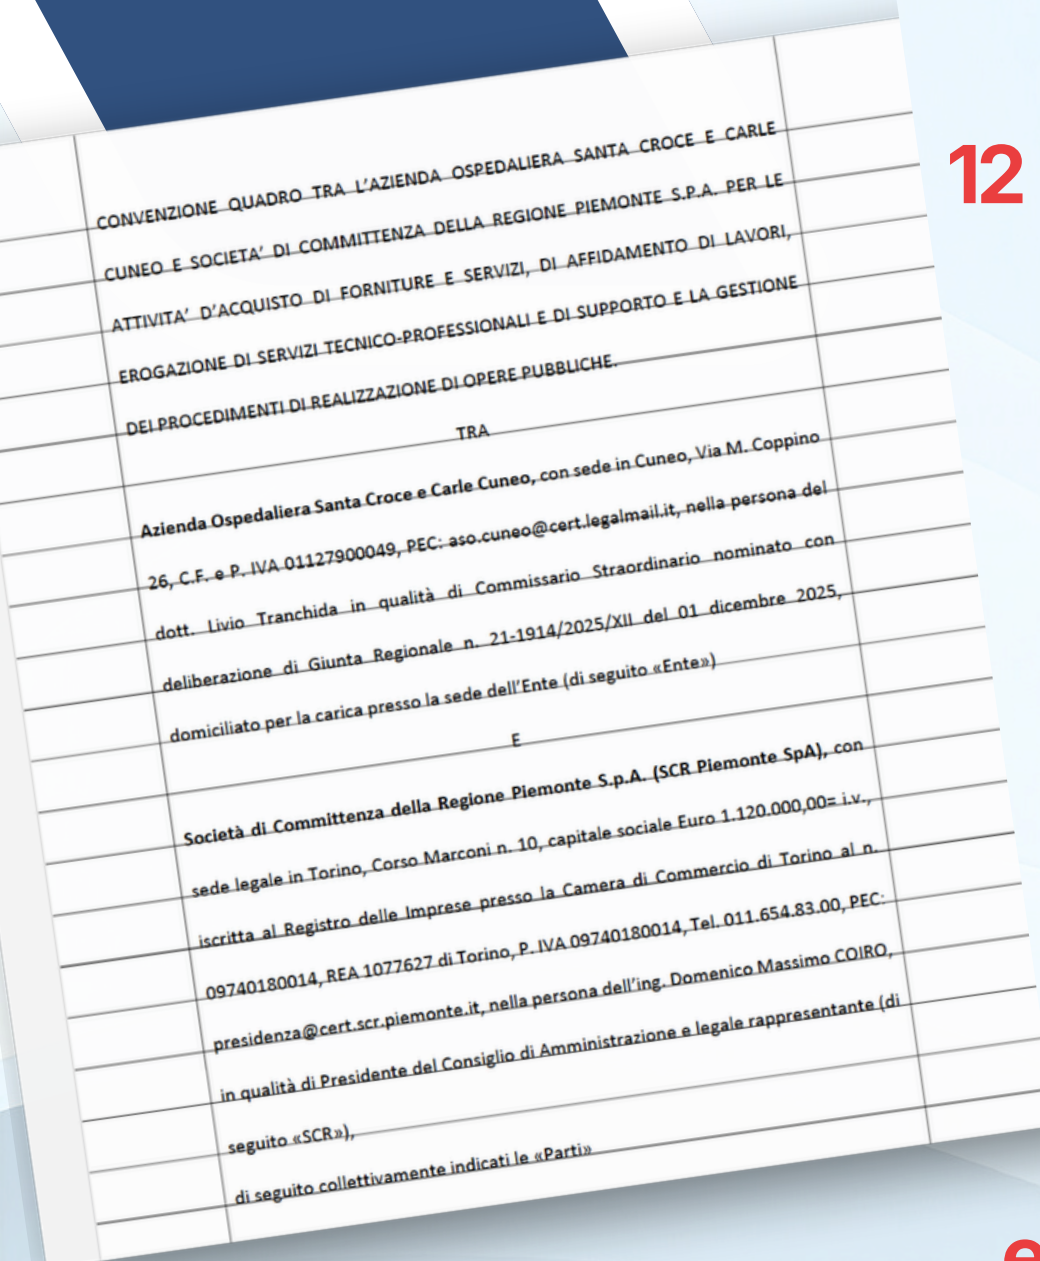 12
CONVENZIONE QUADRO TRA L'AZIENDA OSPEDALIERA SANTA CROCE E CARLE
CUNEO E SOCIETA' DI COMMITTENZA DELLA REGIONE PIEMONTE S.P.A. PER LE
ATTIVITA' D'ACQUISTO DI FORNITURE E SERVIZI, DI AFFIDAMENTO DI LAVORI,
EROGAZIONE DI SERVIZI TECNICO-PROFESSIONALI E DI SUPPORTO E LA GESTIONE
DEI PROCEDIMENTI DI REALIZZAZIONE DI OPERE PUBBLICHE.
TRA
Azienda Ospedaliera Santa Croce e Carle Cuneo, con sede in Cuneo, Via M. Coppino
26, C.F. e P. IVA 01127900049, PEC: aso.cuneo@cert.legalmail.it, nella persona del
dott. Livio Tranchida in qualità di Commissario Straordinario nominato con
deliberazione di Giunta Regionale n. 21-1914/2025/XII del 01 dicembre 2025,
domiciliato per la carica presso la sede dell'Ente (di seguito «Ente»)
E
Società di Committenza della Regione Piemonte S.p.A. (SCR Piemonte SpA), con
sede legale in Torino, Corso Marconi n. 10, capitale sociale Euro 1.120.000,00= i.v.,
iscritta al Registro delle Imprese presso la Camera di Commercio di Torino al n.
09740180014, REA 1077627 di Torino, P. IVA 09740180014, Tel. 011.654.83.00, PEC:
presidenza@cert.scr.piemonte.it, nella persona dell'ing. Domenico Massimo COIRO,
in qualità di Presidente del Consiglio di Amministrazione e legale rappresentante (di
seguito «SCR»),
di seguito collettivamente indicati le «Parti»